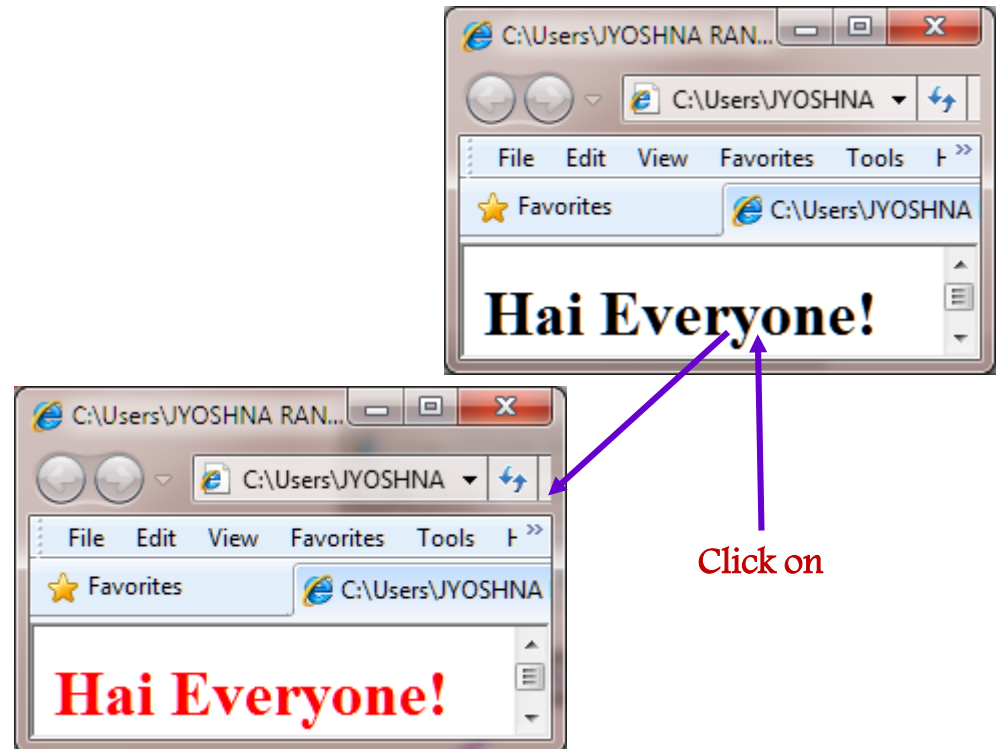 C:\Users\JYOSHNA RAN...
C:\Users\JYOSHNA
File Edit View Favorites Tools
Favorites
C:\Users\JYOSHNA
Hai Everyone!
C:\Users\JYOSHNA RAN...
C:\Users\JYOSHNA
File Edit View Favorites Tools
Favorites
C:\Users\JYOSHNA
Hai Everyone!
Click on